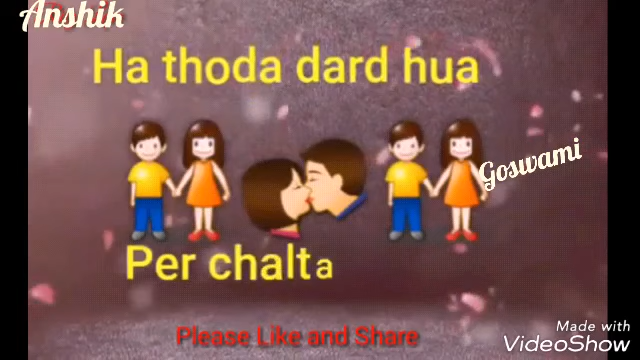 Anshik
Ha thoda dard hua
Goswami
Per chalta
Please Like and Share
Made with
VideoShow